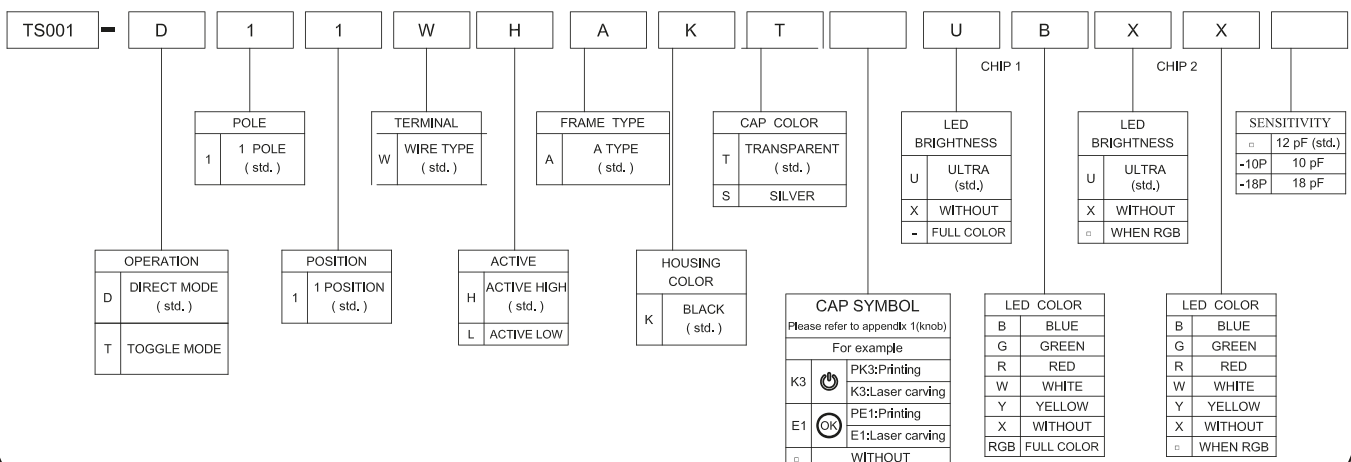 TS001 - D 1 1 W H A K T U B X X
CHIP 1 CHIP 2
POLE
1 1 POLE
( std. )
TERMINAL
W WIRE TYPE
( std. )
FRAME TYPE
A A TYPE
( std. )
CAP COLOR
T TRANSPARENT
( std. )
S SILVER
LED
BRIGHTNESS
U ULTRA
(std.)
X WITHOUT
- FULL COLOR
LED
BRIGHTNESS
U ULTRA
(std.)
X WITHOUT
□ WHEN RGB
SENSITIVITY
□ 12 pF (std.)
-10P 10 pF
-18P 18 pF
OPERATION
D DIRECT MODE
( std. )
T TOGGLE MODE
POSITION
1 1 POSITION
( std. )
ACTIVE
H ACTIVE HIGH
( std. )
L ACTIVE LOW
HOUSING
COLOR
K BLACK
( std. )
CAP SYMBOL
Please refer to appendix 1(knob)
For example
K3 PK3:Printing
K3:Laser carving
E1 OK PE1:Printing
E1:Laser carving
□ WITHOUT
LED COLOR
B BLUE
G GREEN
R RED
W WHITE
Y YELLOW
X WITHOUT
RGB FULL COLOR
LED COLOR
B BLUE
G GREEN
R RED
W WHITE
Y YELLOW
X WITHOUT
□ WHEN RGB